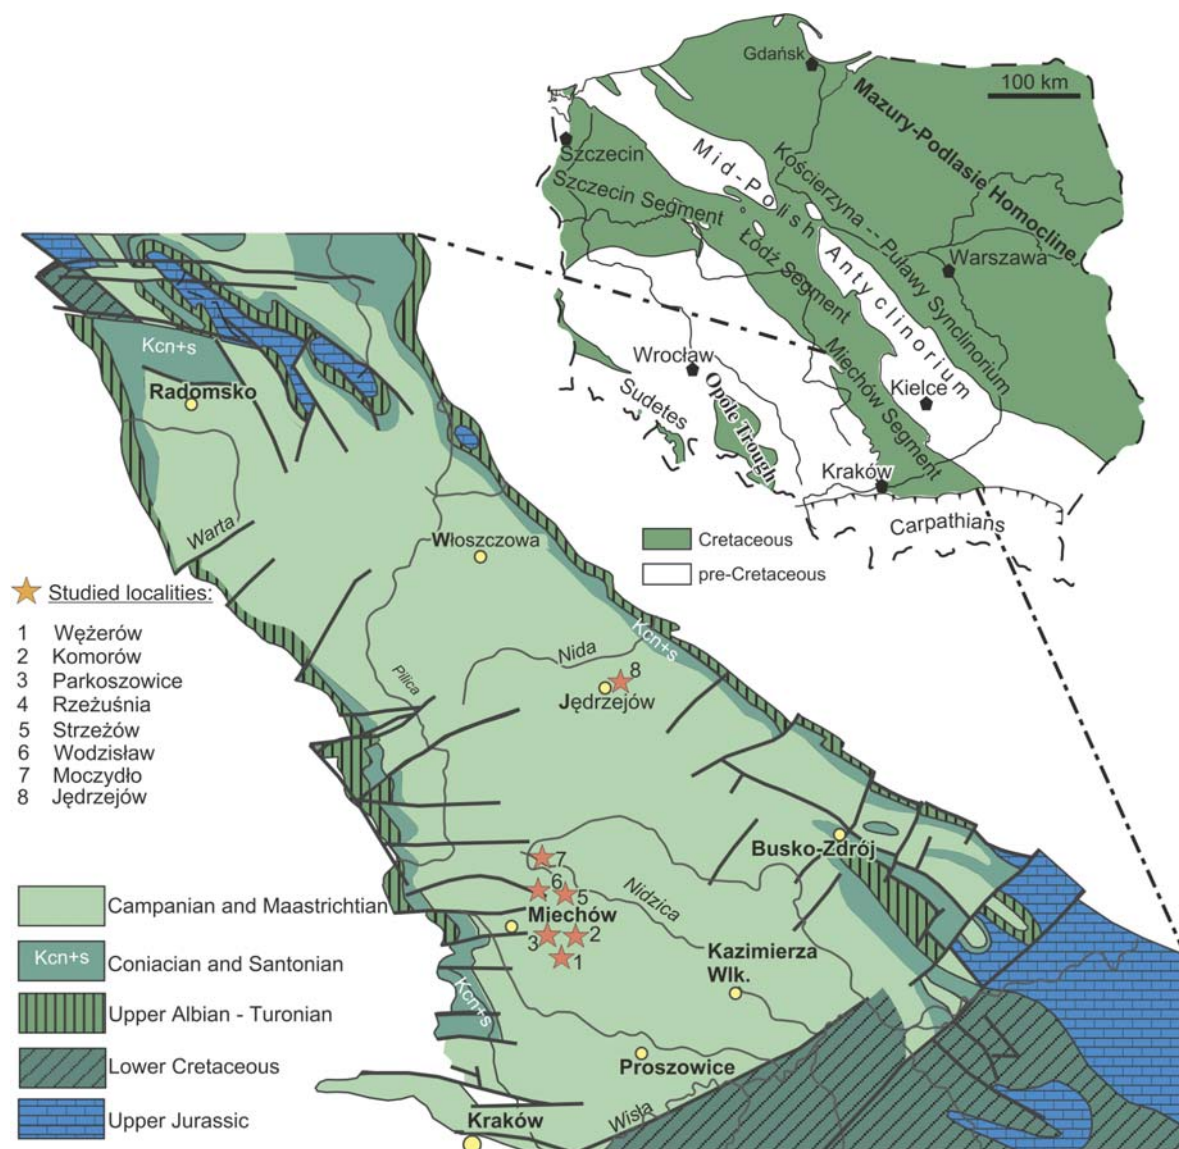 Gdańsk
100 km
Mazury-Podlasie Homocline
Szczecin
Mid-Polish Antyclinorium
Kościerzyna -- Puławy Synclinorium
Szczecin Segment
Łódź Segment
Warszawa
Wrocław
Miechów Segment
Kielce
Sudetes
Opole Trough
Kraków
Carpathians
Cretaceous
pre-Cretaceous
Kcn+s
Radomsko
Warta
Włoszczowa
Studied localities:
1 Wężerów
2 Komorów
3 Parkoszowice
4 Rzeżuśnia
5 Strzeżów
6 Wodzisław
7 Moczydło
8 Jędrzejów
Kcn+s
Nida
Pilica
8
Jędrzejów
Busko-Zdrój
7
6
5
Nidzica
Miechów
3
2
1
Kazimierza
Wlk.
Kcn+s
Proszowice
Wisła
Kraków
Campanian and Maastrichtian
Kcn+s Coniacian and Santonian
Upper Albian - Turonian
Lower Cretaceous
Upper Jurassic